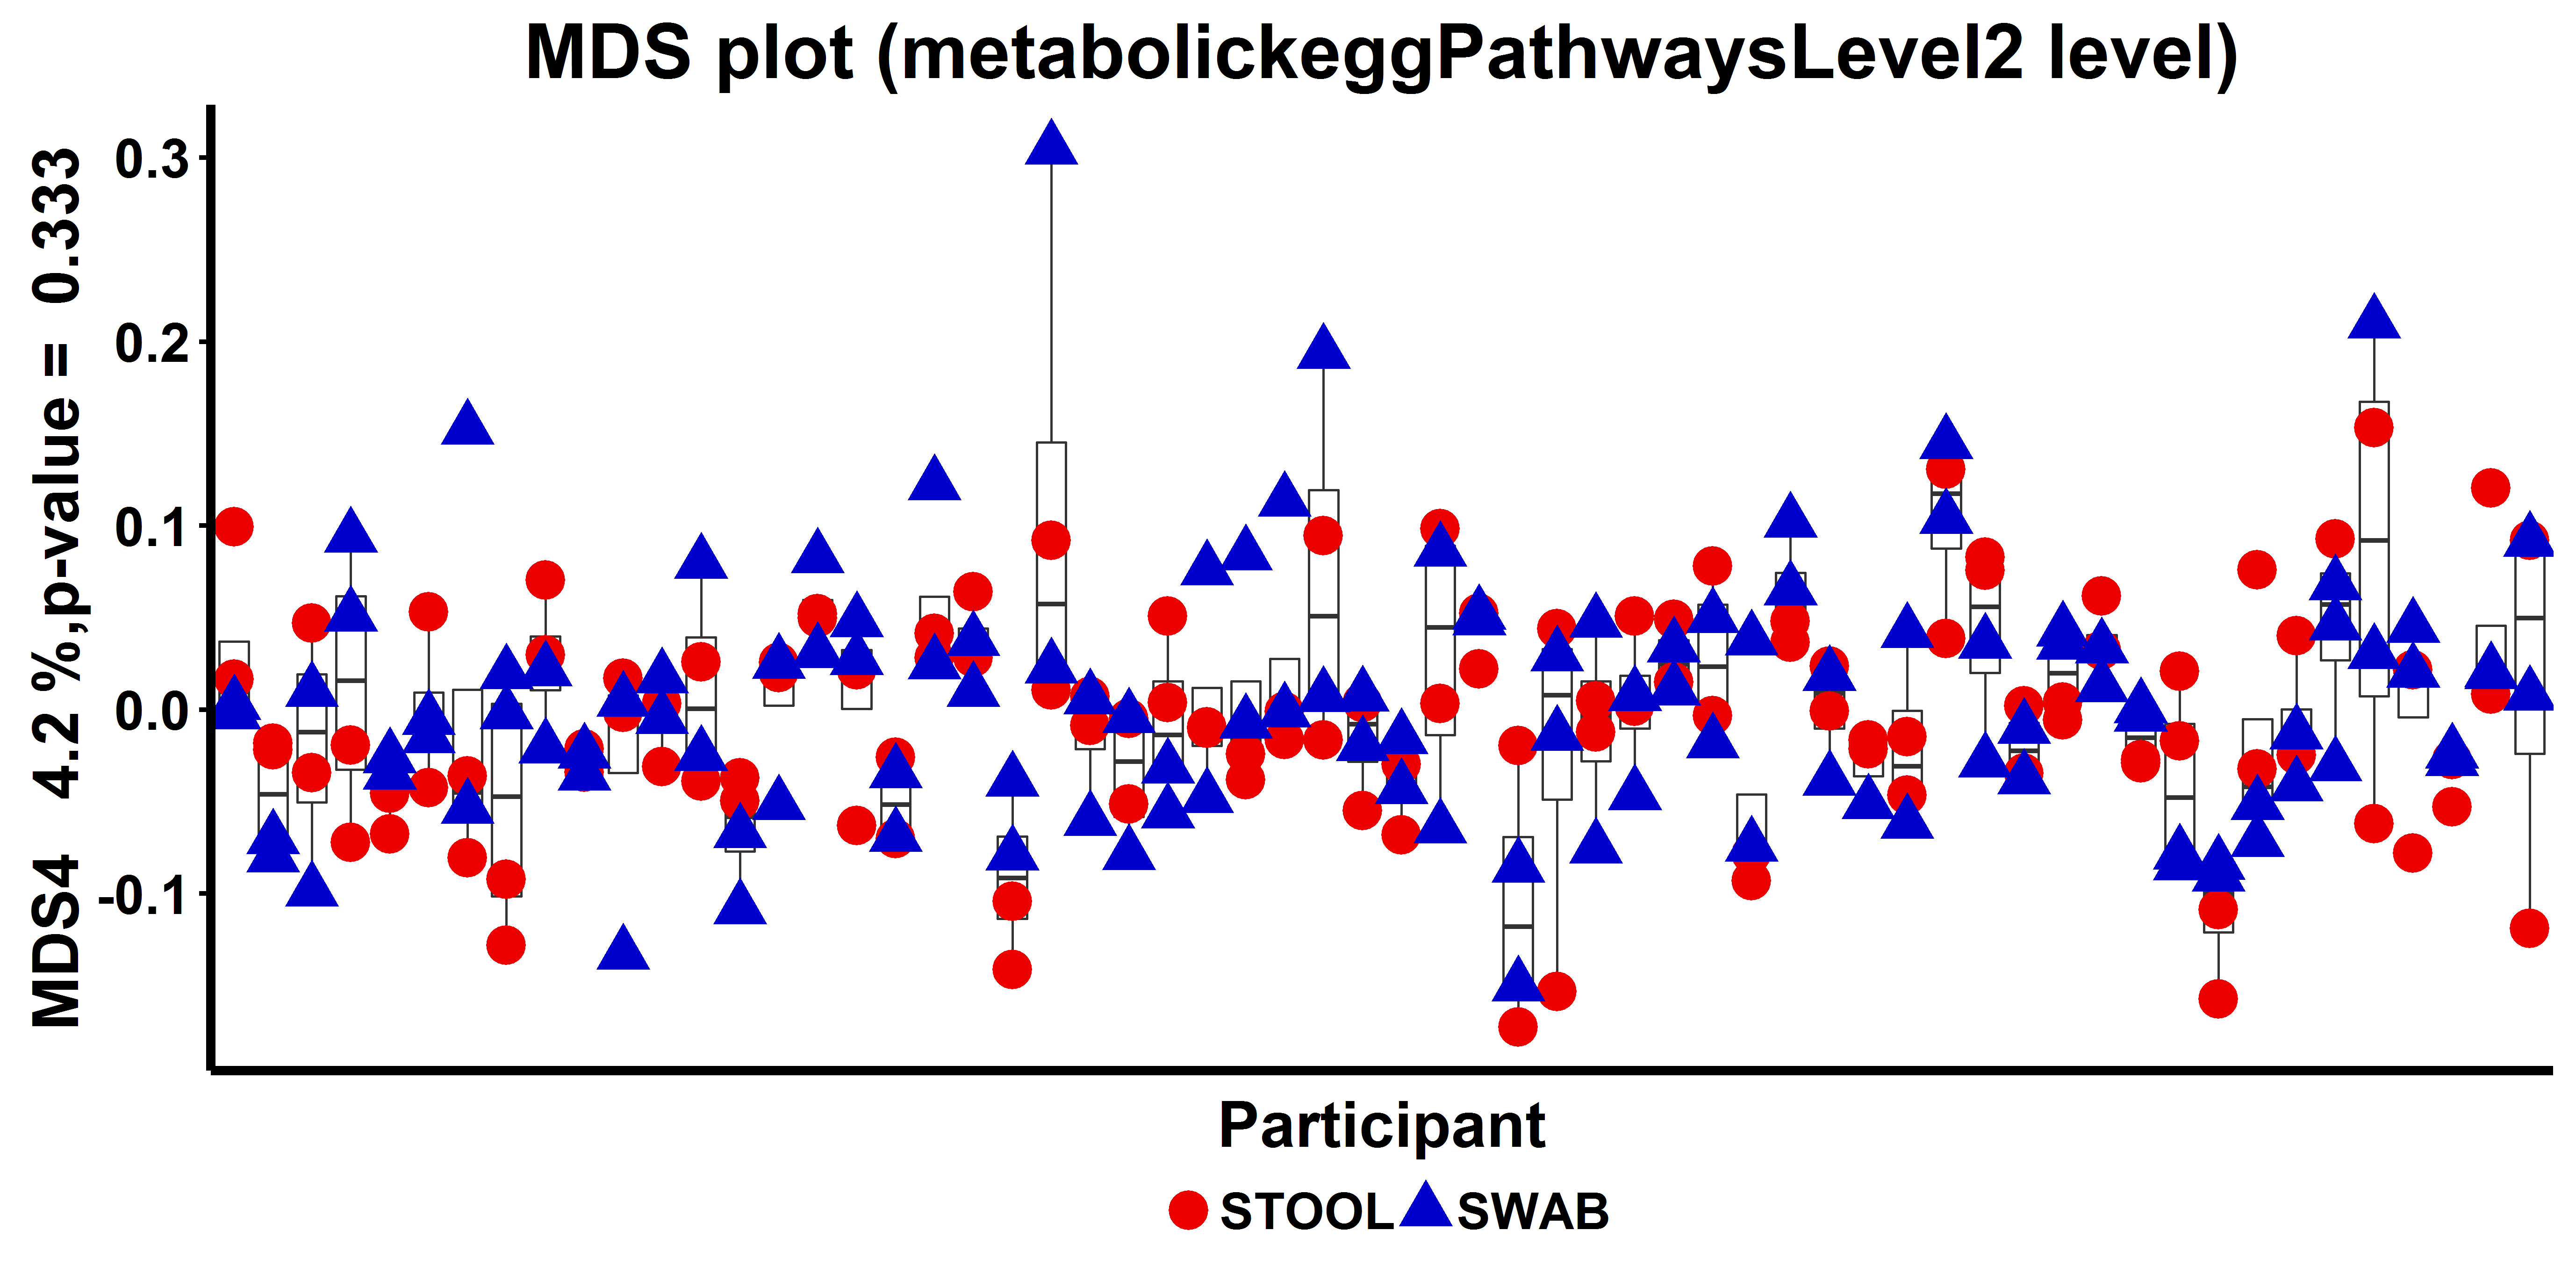 MDS plot (metabolickeggPathwaysLevel2 level)
MDS4 4.2 %,p-value = 0.333
0.3
0.2
0.1
0.0
-0.1
Participant
STOOL SWAB